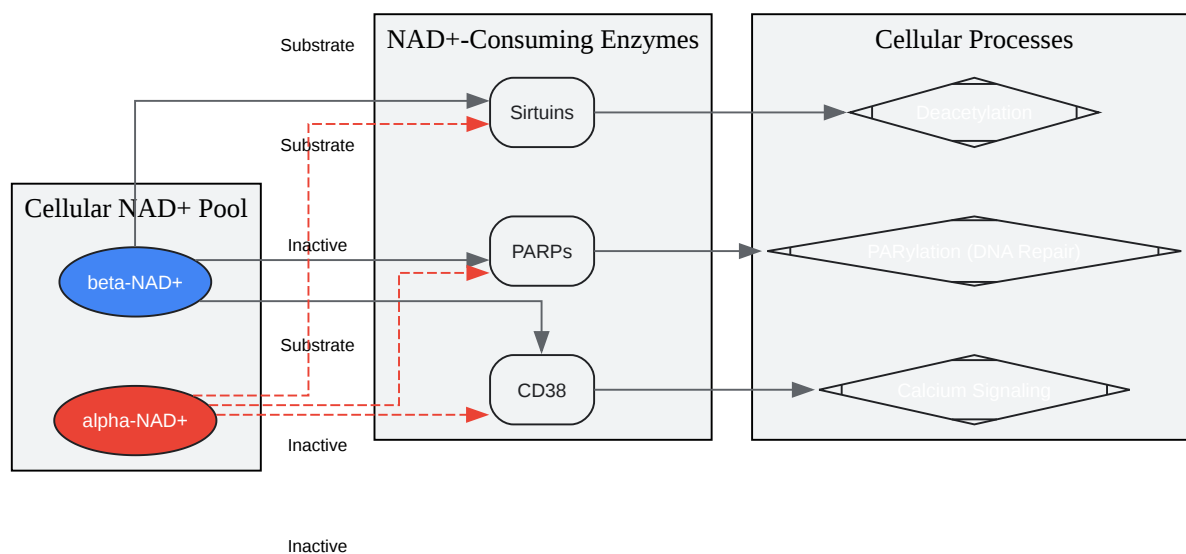 Substrate
NAD+-Consuming Enzymes
Cellular Processes
Sirtuins
Deacetylation
Substrate
Cellular NAD+ Pool
Inactive
PARPs
PARylation (DNA Repair)
beta-NAD+
Substrate
CD38
Calcium Signaling
alpha-NAD+
Inactive
Inactive